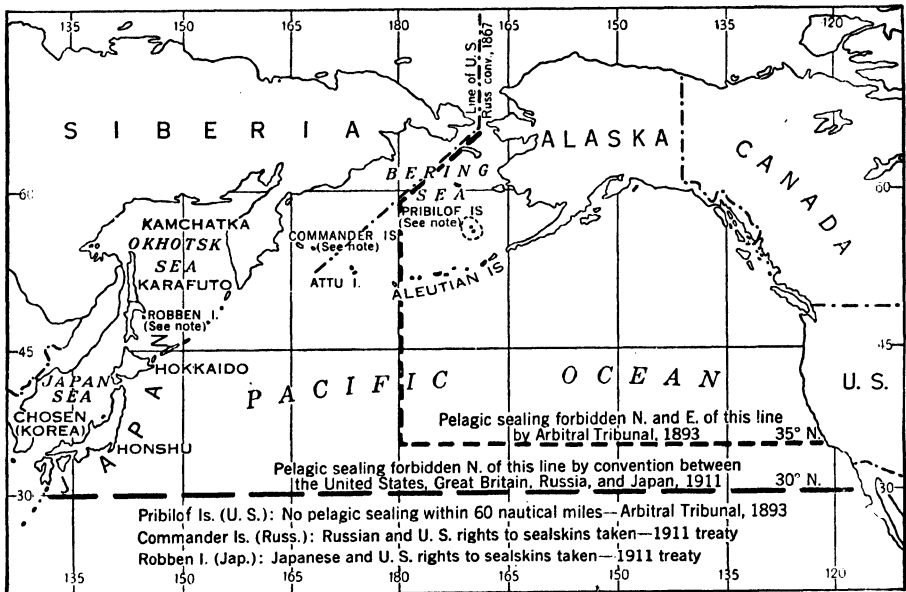 135 150 165 180 165 150 135 120
Line of U.S.
Russ conv., 1867
SIBERIA
ALASKA
CANADA
BERING
SEA
60
60
PRIBILOF IS
(See note)
KAMCHATKA
OKHOTSK
SEA
KARAFUTO
COMMANDER IS
(See note)
ATTU I.
ALEUTIAN IS
ROBBEN I.
(See note)
45
45
HOKKAIDO
JAPAN
SEA
JAPAN
PACIFIC OCEAN
U.S.
CHOSEN
(KOREA)
HONSHU
Pelagic sealing forbidden N. and E. of this line
by Arbitral Tribunal, 1893
35° N.
Pelagic sealing forbidden N. of this line by convention between
the United States, Great Britain, Russia, and Japan, 1911
30° N.
30
30
Pribilof Is. (U.S.): No pelagic sealing within 60 nautical miles—Arbitral Tribunal, 1893
Commander Is. (Russ.): Russian and U.S. rights to sealskins taken—1911 treaty
Robben I. (Jap.): Japanese and U.S. rights to sealskins taken—1911 treaty
135 150 165 180 165 150 135 120